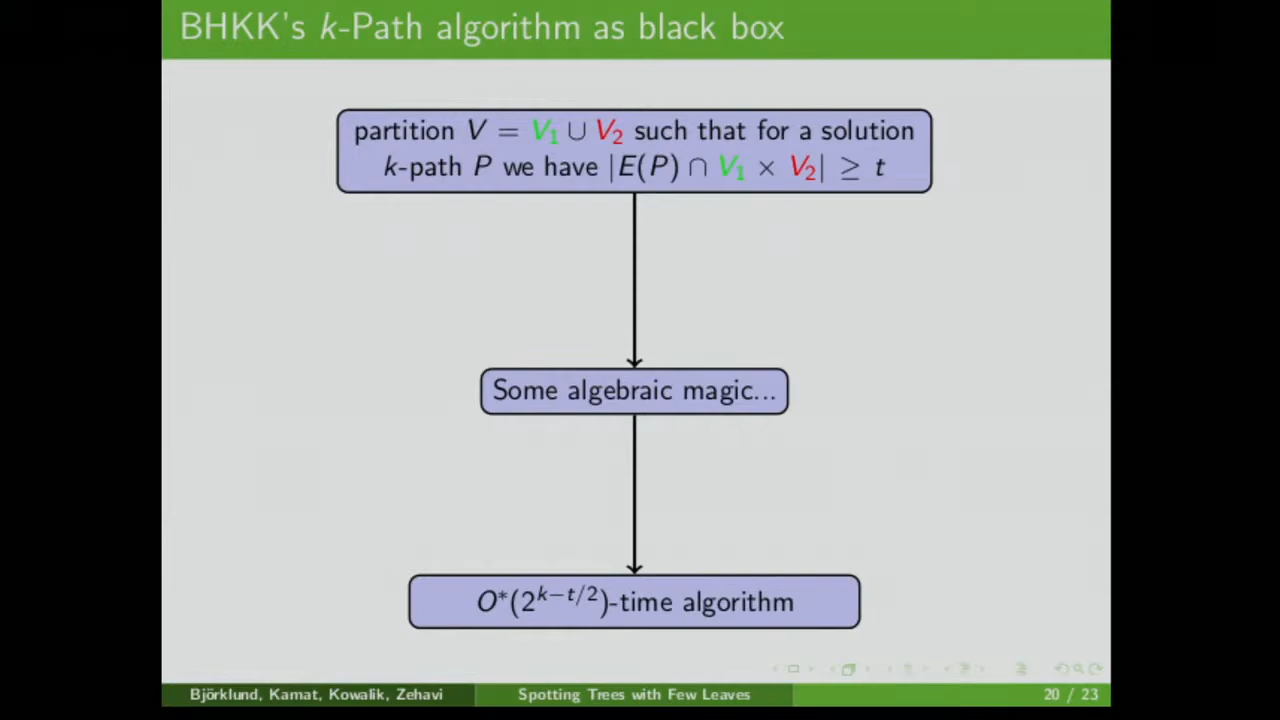 BHKK's k-Path algorithm as black box
partition V = V₁ ∪ V₂ such that for a solution
k-path P we have |E(P) ∩ V₁ × V₂| ≥ t
Some algebraic magic...
O*(2^{k−t/2})-time algorithm
Björklund, Kamat, Kowalik, Zehavi Spotting Trees with Few Leaves 20 / 23